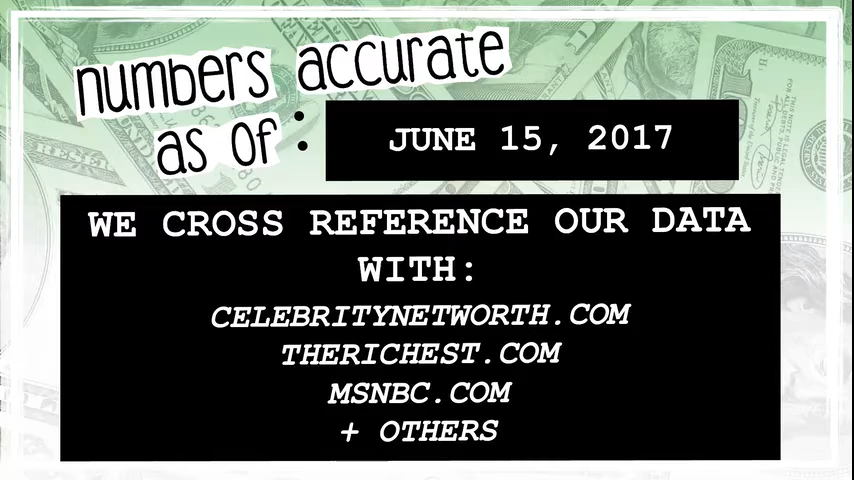 numbers accurate
as of: JUNE 15, 2017
WE CROSS REFERENCE OUR DATA
WITH:
CELEBRITYNETWORTH.COM
THERICHEST.COM
MSNBC.COM
+ OTHERS